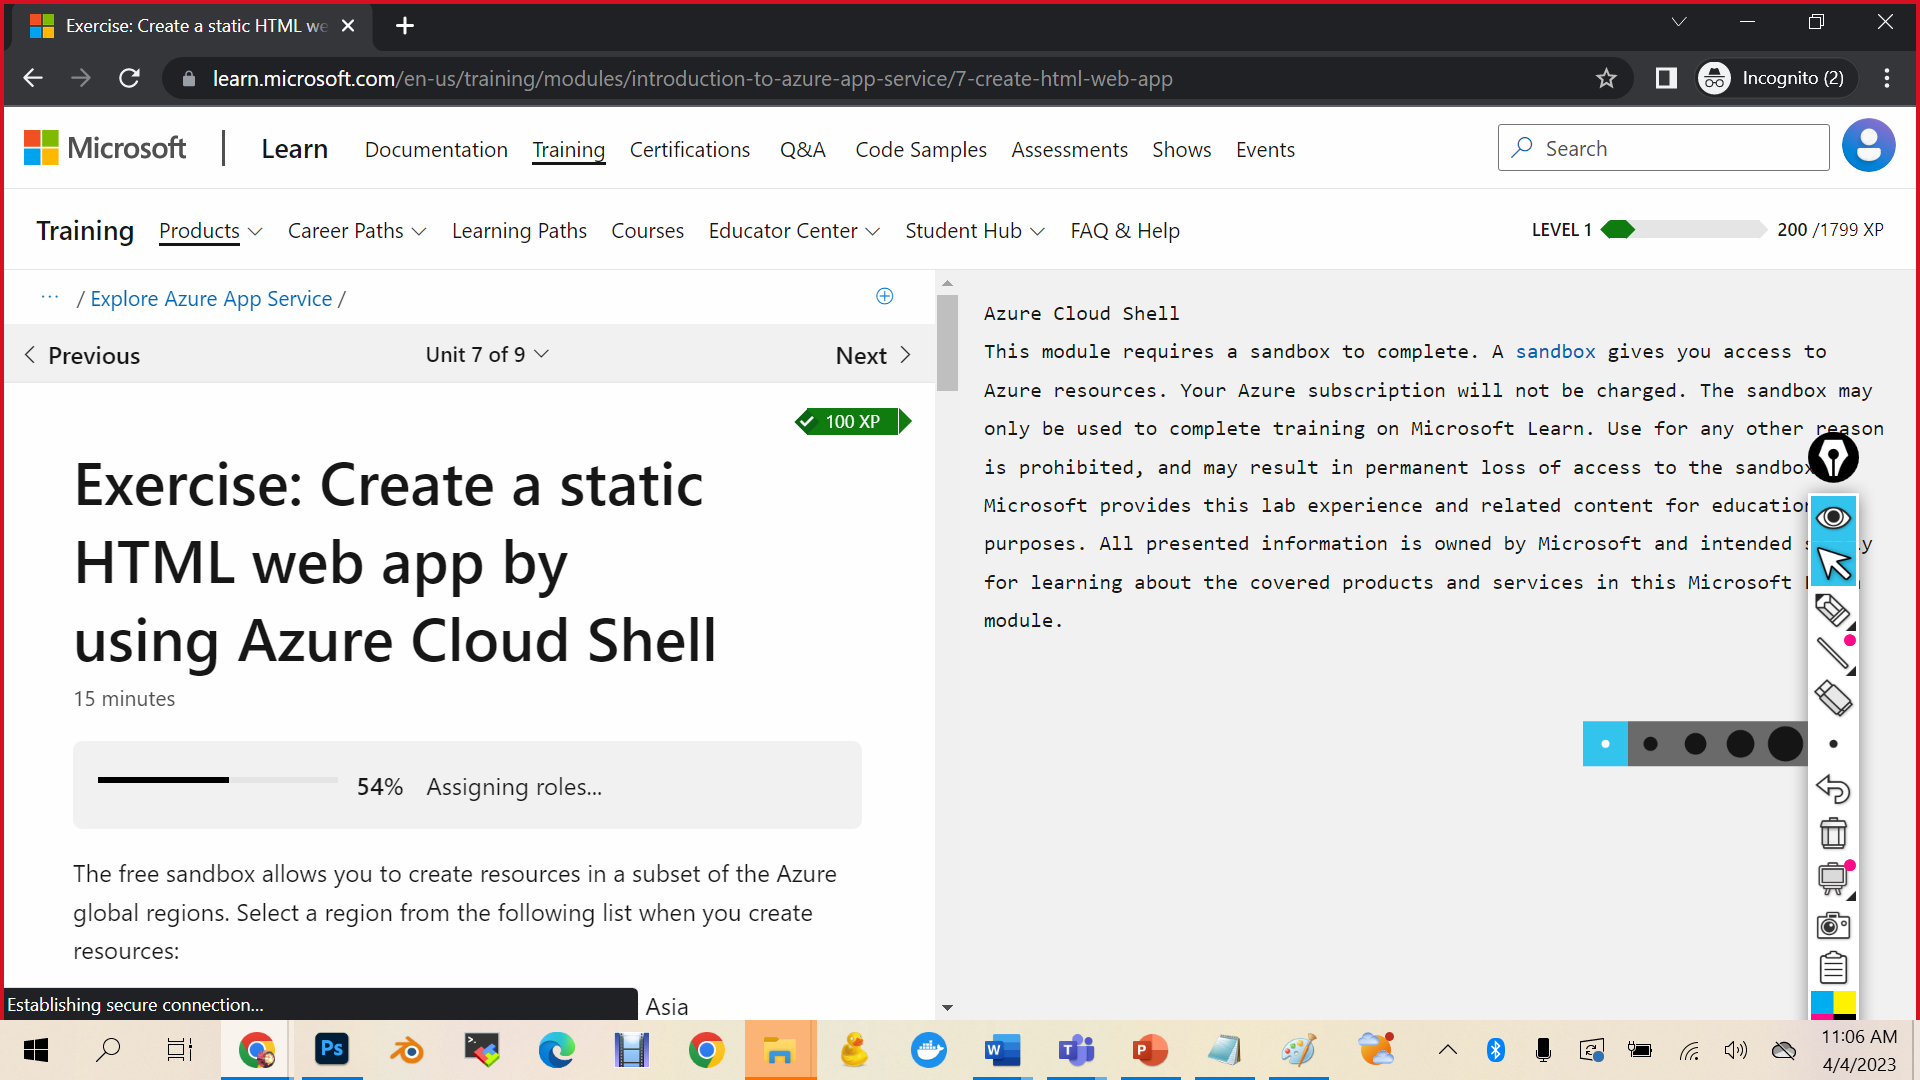 Exercise: Create a static HTML we
learn.microsoft.com/en-us/training/modules/introduction-to-azure-app-service/7-create-html-web-app
Incognito (2)
Microsoft
Learn
Documentation
Training
Certifications
Q&A
Code Samples
Assessments
Shows
Events
Search
Training
Products
Career Paths
Learning Paths
Courses
Educator Center
Student Hub
FAQ & Help
LEVEL 1
200 /1799 XP
... / Explore Azure App Service /
Previous
Unit 7 of 9
Next
100 XP
Exercise: Create a static
HTML web app by
using Azure Cloud Shell
15 minutes
54% Assigning roles...
The free sandbox allows you to create resources in a subset of the Azure
global regions. Select a region from the following list when you create
resources:
Asia
Establishing secure connection...
Azure Cloud Shell
This module requires a sandbox to complete. A sandbox gives you access to
Azure resources. Your Azure subscription will not be charged. The sandbox may
only be used to complete training on Microsoft Learn. Use for any other reason
is prohibited, and may result in permanent loss of access to the sandbox
Microsoft provides this lab experience and related content for education
purposes. All presented information is owned by Microsoft and intended
for learning about the covered products and services in this Microsoft
module.
Ps
W
T
P
11:06 AM
4/4/2023